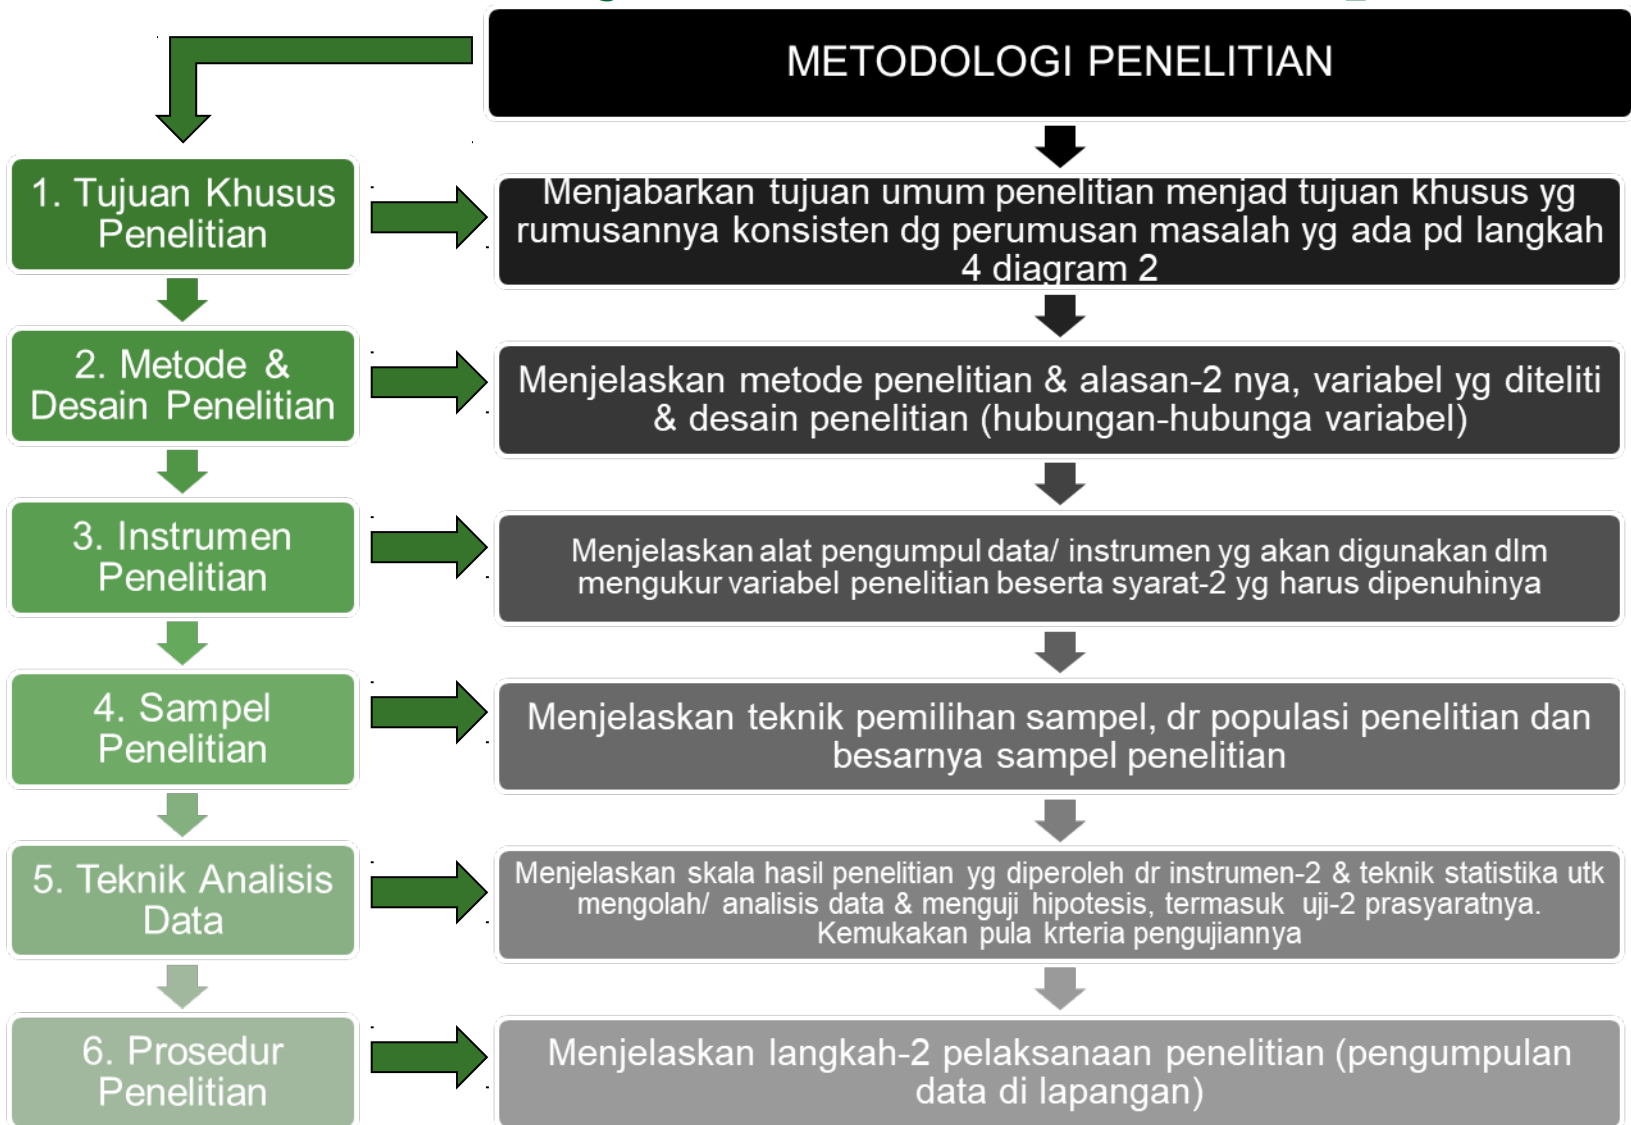 METODOLOGI PENELITIAN
1. Tujuan Khusus
Penelitian
Menjabarkan tujuan umum penelitian menjad tujuan khusus yg
rumusannya konsisten dg perumusan masalah yg ada pd langkah
4 diagram 2
2. Metode &
Desain Penelitian
Menjelaskan metode penelitian & alasan-2 nya, variabel yg diteliti
& desain penelitian (hubungan-hubunga variabel)
3. Instrumen
Penelitian
Menjelaskan alat pengumpul data/ instrumen yg akan digunakan dlm
mengukur variabel penelitian beserta syarat-2 yg harus dipenuhinya
4. Sampel
Penelitian
Menjelaskan teknik pemilihan sampel, dr populasi penelitian dan
besarnya sampel penelitian
5. Teknik Analisis
Data
Menjelaskan skala hasil penelitian yg diperoleh dr instrumen-2 & teknik statistika utk
mengolah/ analisis data & menguji hipotesis, termasuk uji-2 prasyaratnya.
Kemukakan pula krteria pengujiannya
6. Prosedur
Penelitian
Menjelaskan langkah-2 pelaksanaan penelitian (pengumpulan
data di lapangan)